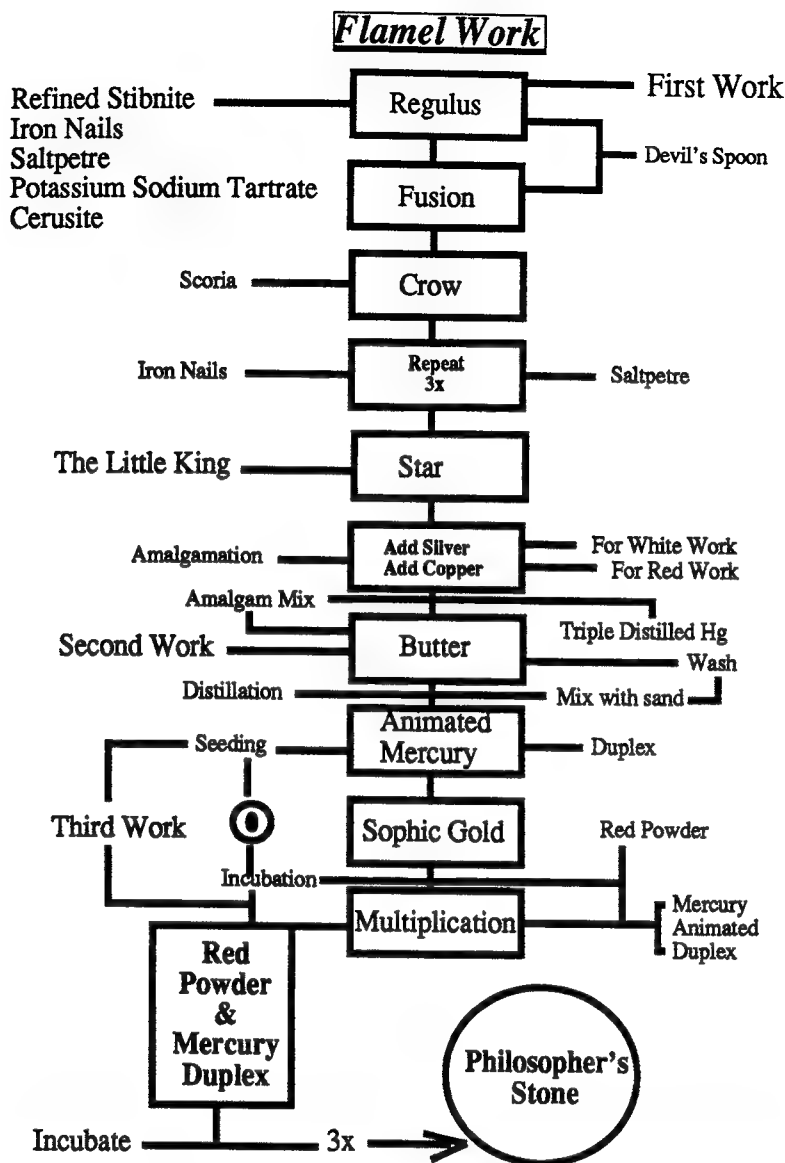 Flamel Work
Regulus
First Work
Refined Stibnite
Iron Nails
Saltpetre
Potassium Sodium Tartrate
Cerusite
Devil's Spoon
Fusion
Scoria
Crow
Iron Nails
Repeat
3x
Saltpetre
The Little King
Star
Amalgamation
Add Silver
Add Copper
For White Work
For Red Work
Amalgam Mix
Triple Distilled Hg
Second Work
Butter
Wash
Distillation
Mix with sand
Seeding
Animated
Mercury
Duplex
Third Work
Sophic Gold
Red Powder
Incubation
Multiplication
Mercury
Animated
Duplex
Red
Powder
&
Mercury
Duplex
Philosopher's
Stone
Incubate
3x